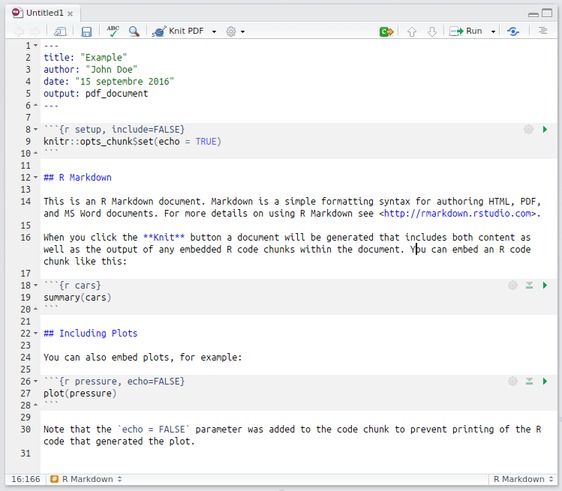 Untitled1
ABC
Knit PDF
Run
1 ---
2 title: "Example"
3 author: "John Doe"
4 date: "15 septembre 2016"
5 output: pdf_document
6 ---
7
8 ```{r setup, include=FALSE}
9 knitr::opts_chunk$set(echo = TRUE)
10 ```
11
12 ## R Markdown
13
14 This is an R Markdown document. Markdown is a simple formatting syntax for authoring HTML, PDF,
and MS Word documents. For more details on using R Markdown see <http://rmarkdown.rstudio.com>.
15
16 When you click the **Knit** button a document will be generated that includes both content as
well as the output of any embedded R code chunks within the document. You can embed an R code
chunk like this:
17
18 ```{r cars}
19 summary(cars)
20 ```
21
22 ## Including Plots
23
24 You can also embed plots, for example:
25
26 ```{r pressure, echo=FALSE}
27 plot(pressure)
28 ```
29
30 Note that the `echo = FALSE` parameter was added to the code chunk to prevent printing of the R
code that generated the plot.
31
16:166 R Markdown R Markdown